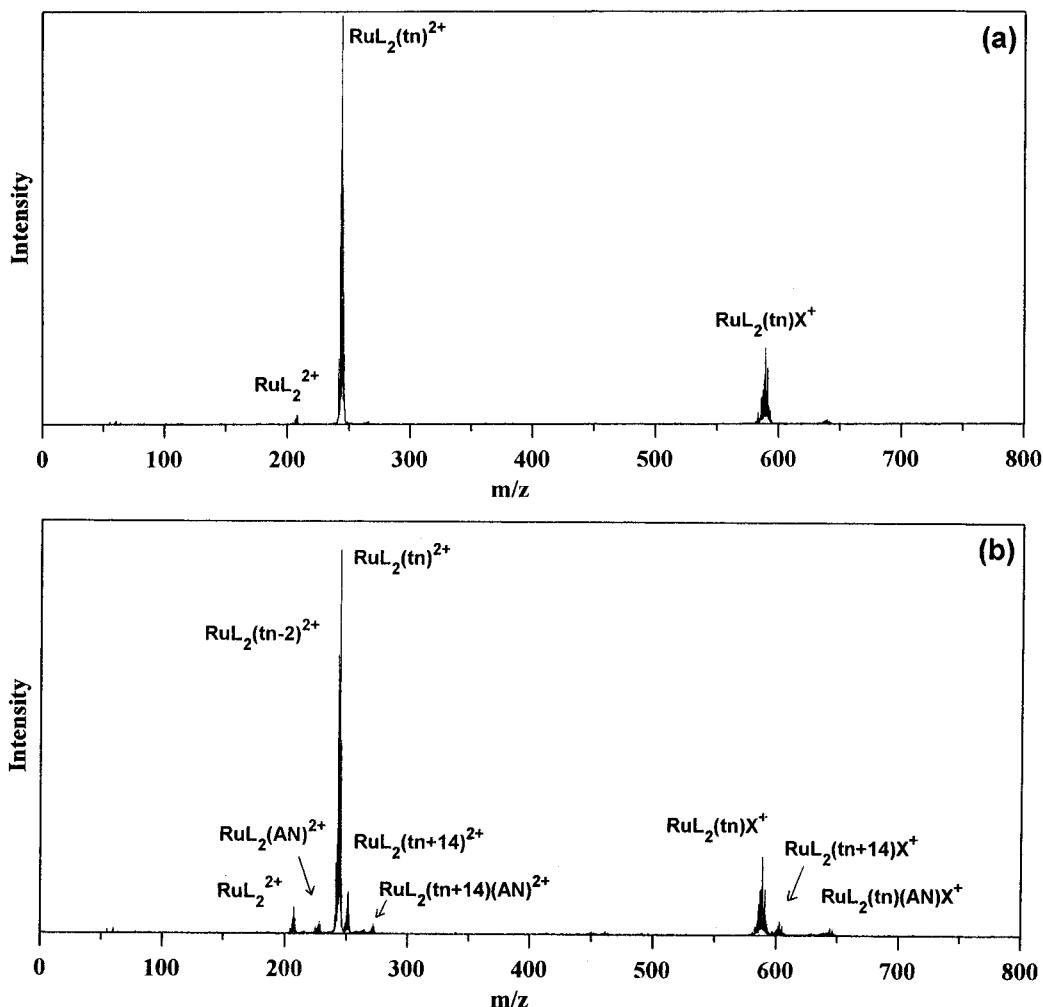 (a)
RuL₂(tn)²⁺
RuL₂²⁺
RuL₂(tn)X⁺
Intensity
0 100 200 300 400 500 600 700 800
m/z
(b)
RuL₂(tn)²⁺
RuL₂(tn-2)²⁺
RuL₂(AN)²⁺
RuL₂(tn+14)²⁺
RuL₂²⁺
RuL₂(tn+14)(AN)²⁺
RuL₂(tn)X⁺
RuL₂(tn+14)X⁺
RuL₂(tn)(AN)X⁺
Intensity
0 100 200 300 400 500 600 700 800
m/z